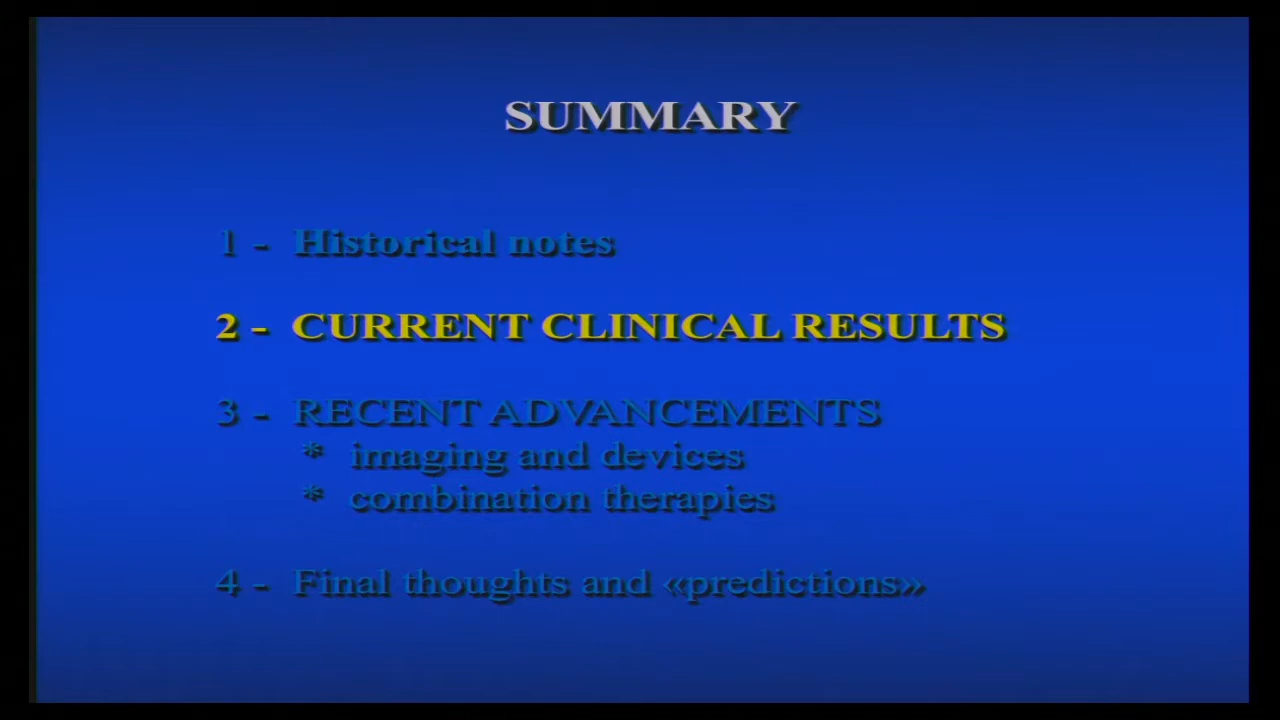 SUMMARY
1 - Historical notes
2 - CURRENT CLINICAL RESULTS
3 - RECENT ADVANCEMENTS
* imaging and devices
* combination therapies
4 - Final thoughts and «predictions»